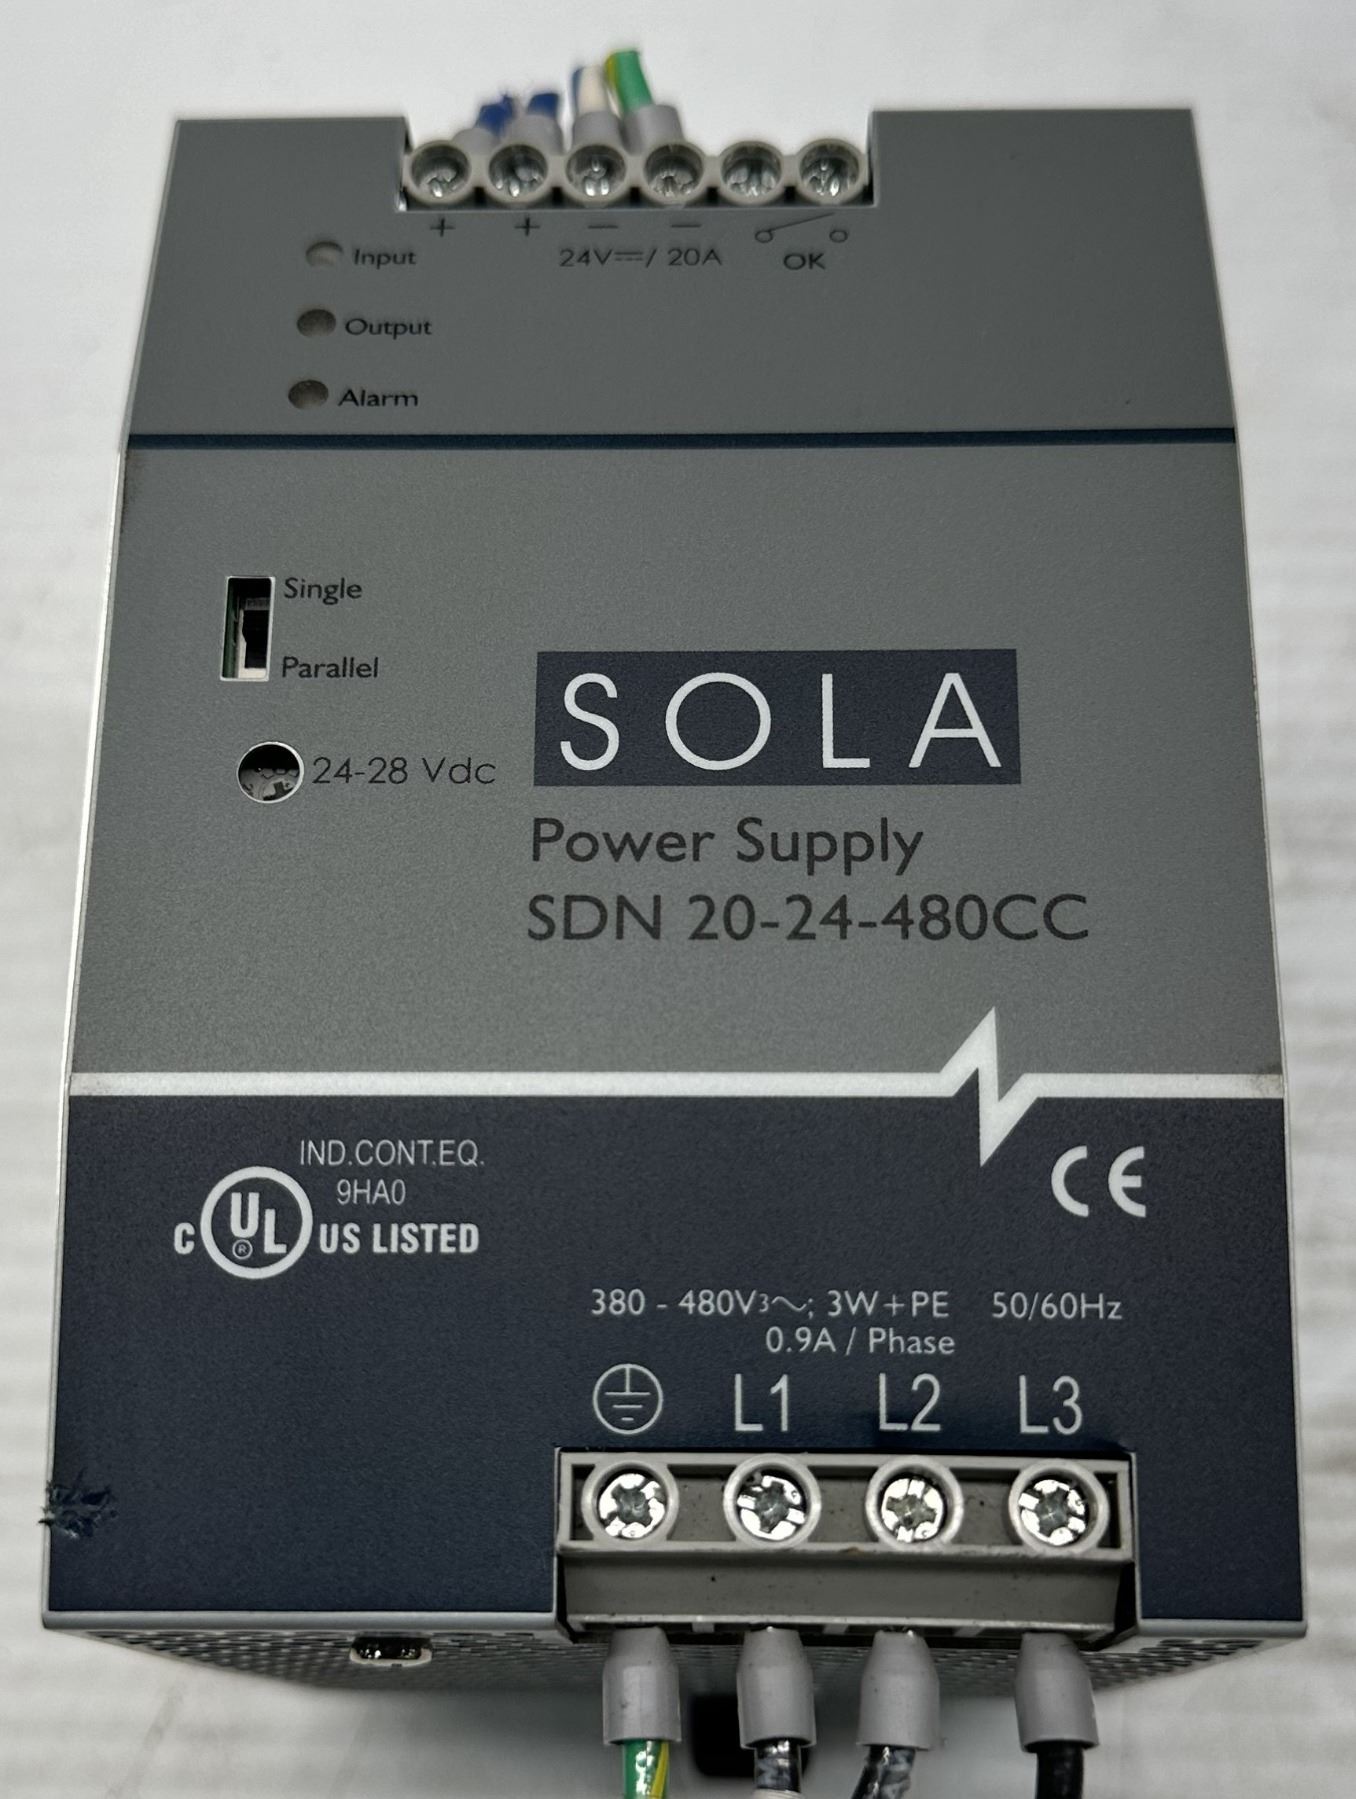 + + − −
24V⎓/ 20A
OK
Input
Output
Alarm
Single
Parallel
24-28 Vdc
SOLA
Power Supply
SDN 20-24-480CC
IND.CONT.EQ.
9HA0
C UL ® US LISTED
CE
380 - 480V3∼; 3W+PE 50/60Hz
0.9A / Phase
L1 L2 L3